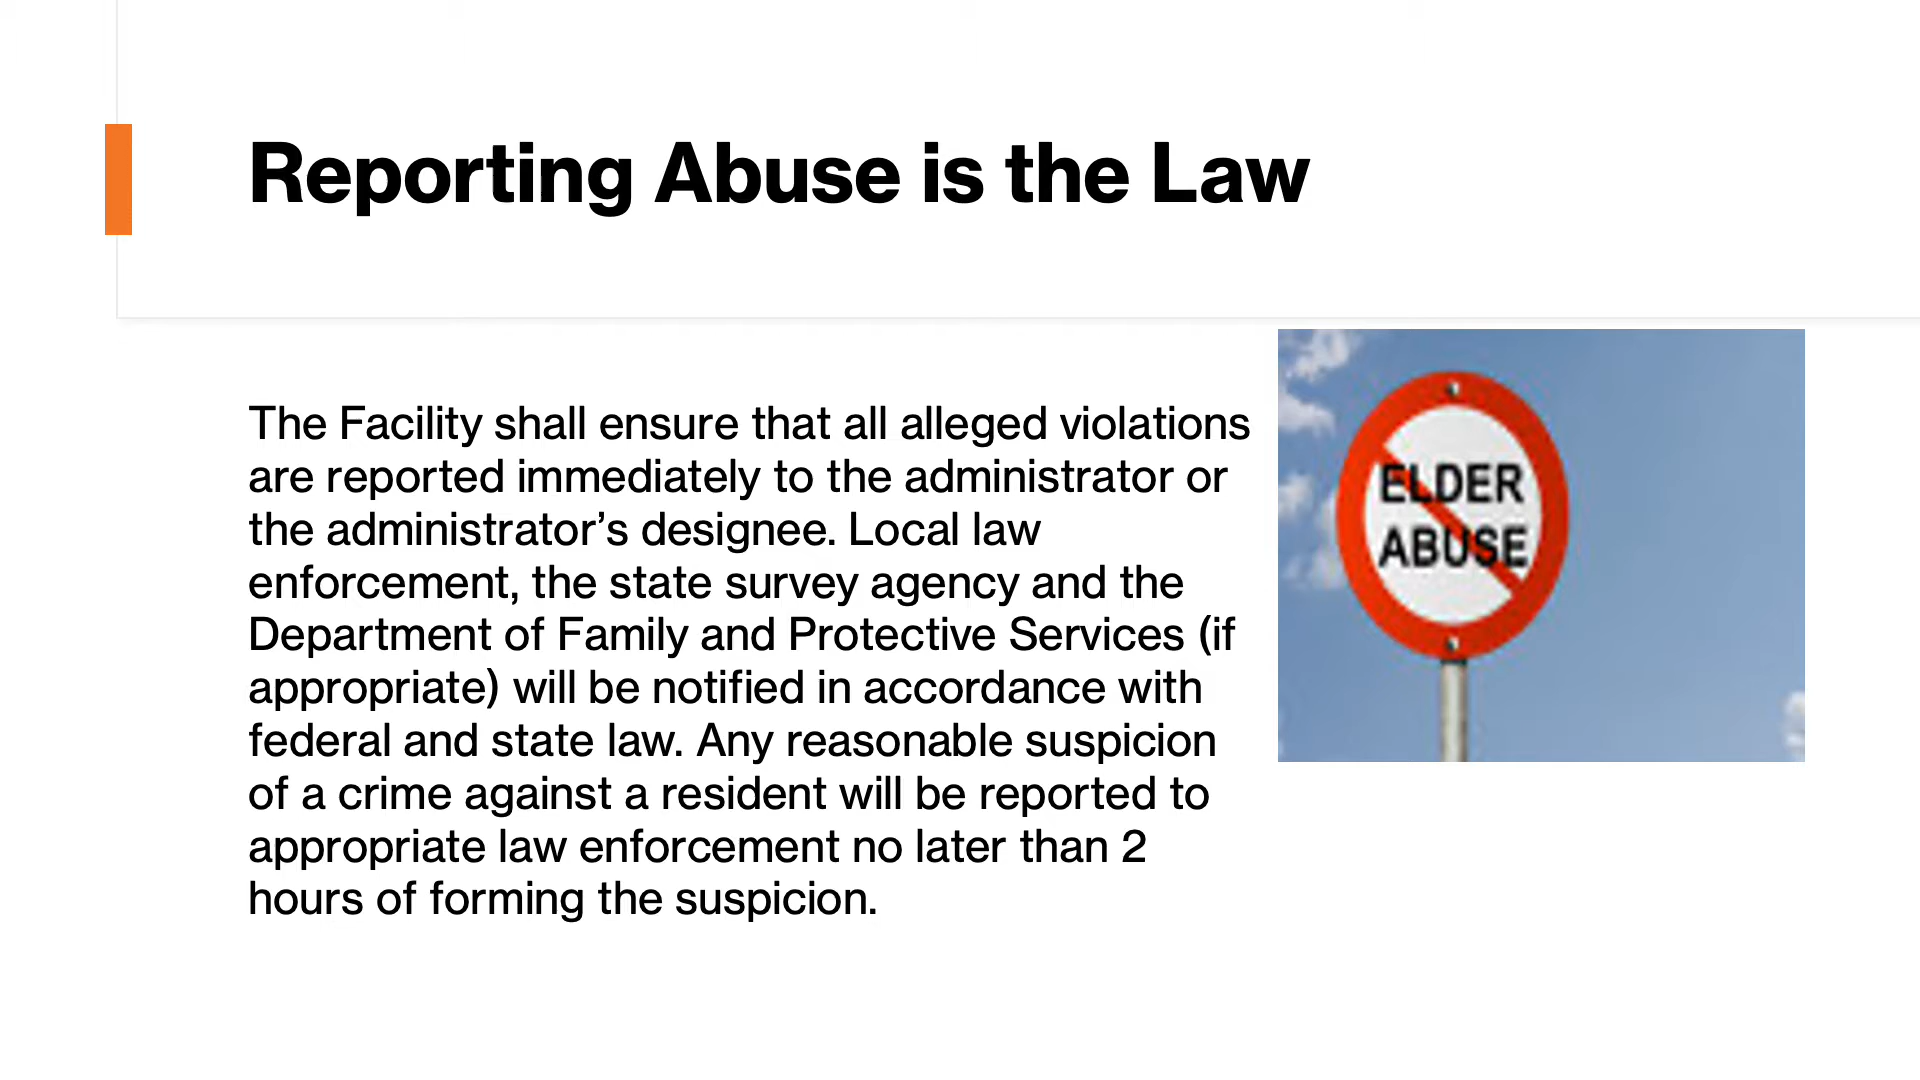 Reporting Abuse is the Law
The Facility shall ensure that all alleged violations
are reported immediately to the administrator or
the administrator’s designee. Local law
enforcement, the state survey agency and the
Department of Family and Protective Services (if
appropriate) will be notified in accordance with
federal and state law. Any reasonable suspicion
of a crime against a resident will be reported to
appropriate law enforcement no later than 2
hours of forming the suspicion.
ELDER
ABUSE